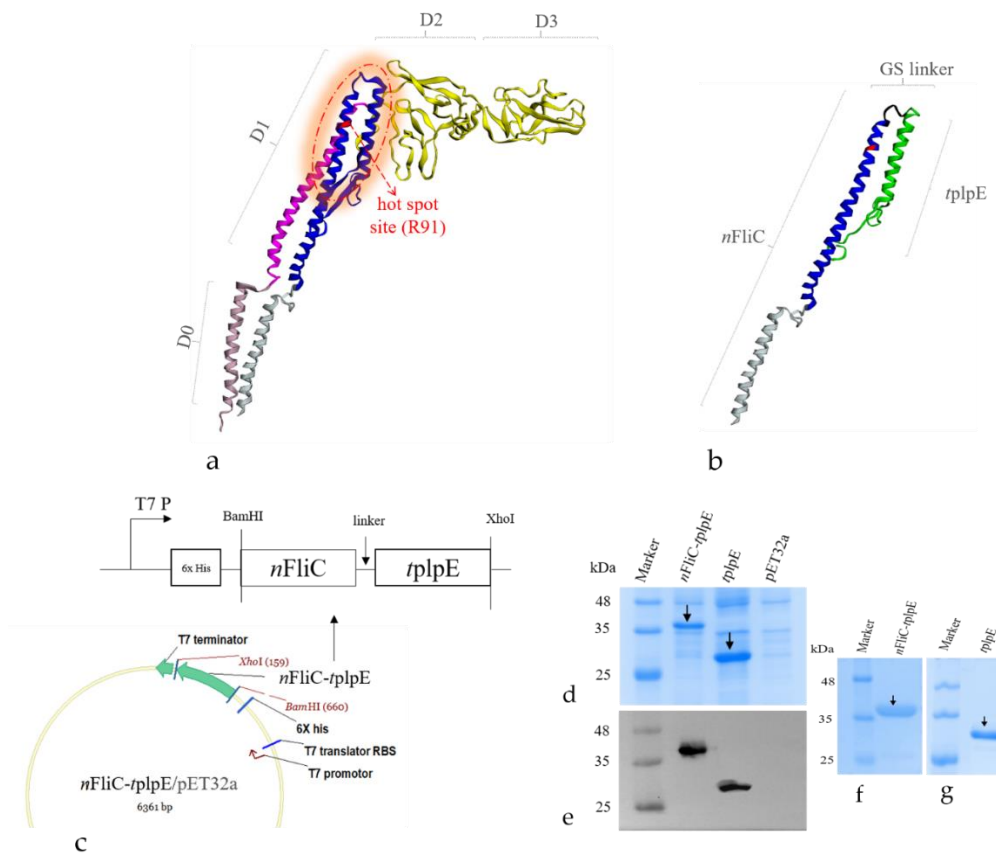 D2
D3
D1
hot spot
site (R91)
D0
a
GS linker
nFliC
tplpE
b
T7 P
BamHI
linker
XhoI
6x His
nFliC
tplpE
T7 terminator
XhoI (159)
nFliC-tplpE
BamHI (660)
6X his
T7 translator RBS
T7 promotor
nFliC-tplpE/pET32a
6361 bp
c
kDa
Marker
nFliC-tplpE
tplpE
pET32a
48
35
25
d
48
35
25
e
kDa
Marker
nFliC-tplpE
48
35
25
f
Marker
tplpE
g